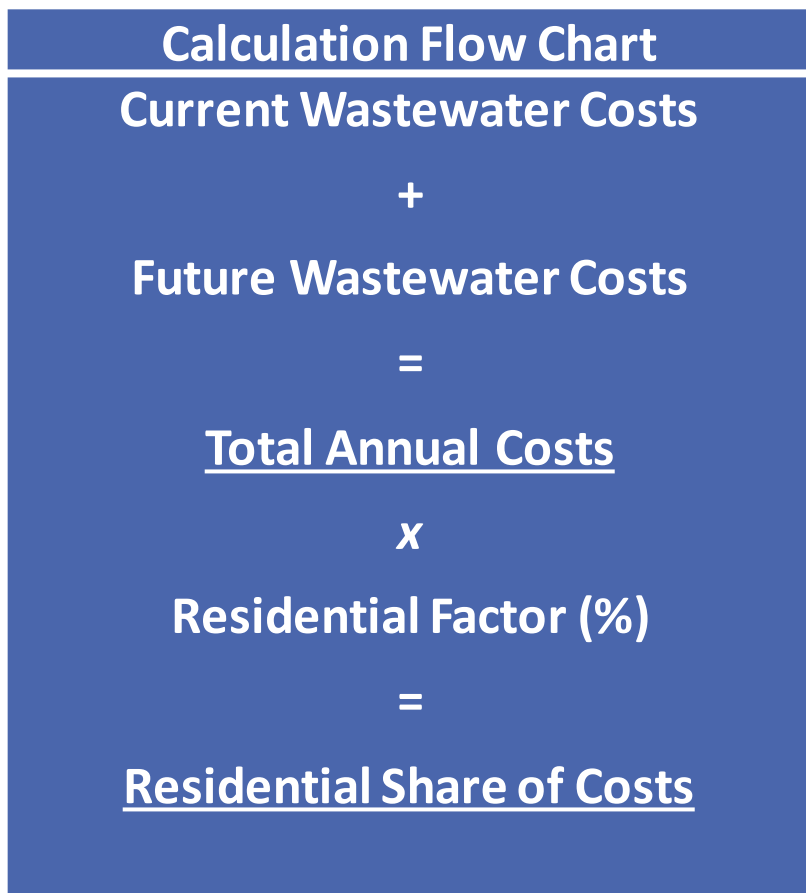 Calculation Flow Chart
Current Wastewater Costs
+
Future Wastewater Costs
=
Total Annual Costs
x
Residential Factor (%)
=
Residential Share of Costs